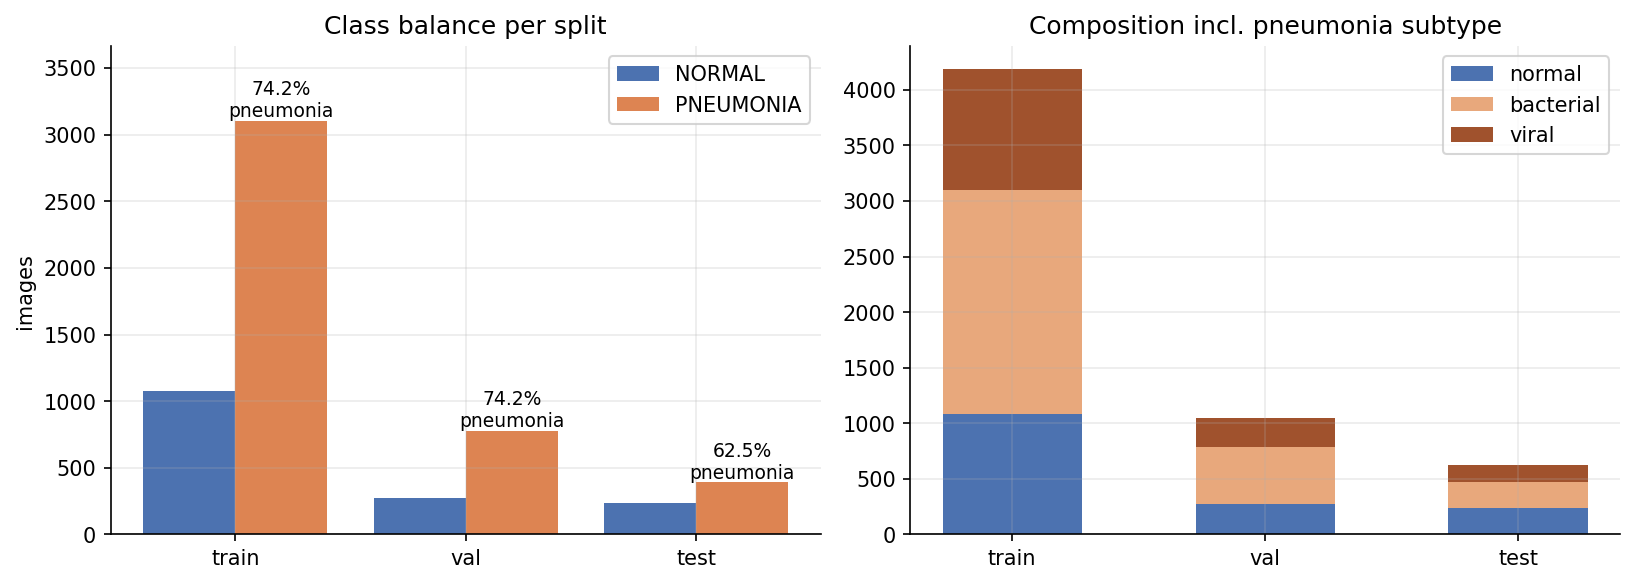 Class balance per split
images
3500
3000
2500
2000
1500
1000
500
0
74.2%
pneumonia
74.2%
pneumonia
62.5%
pneumonia
NORMAL
PNEUMONIA
train
val
test
Composition incl. pneumonia subtype
4000
3500
3000
2500
2000
1500
1000
500
0
normal
bacterial
viral
train
val
test